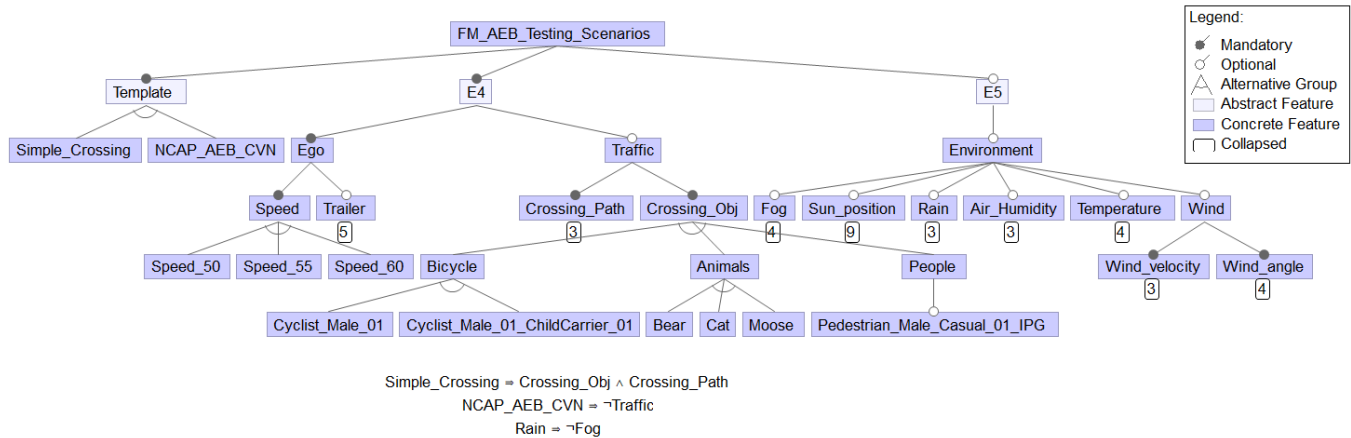 FM_AEB_Testing_Scenarios
Legend:
Mandatory
Optional
Alternative Group
Abstract Feature
Concrete Feature
Collapsed
Template
E4
E5
Simple_Crossing
NCAP_AEB_CVN
Ego
Traffic
Environment
Speed
Trailer
Crossing_Path
Crossing_Obj
Fog
Sun_position
Rain
Air_Humidity
Temperature
Wind
5
3
4
9
3
3
4
Speed_50
Speed_55
Speed_60
Bicycle
Animals
People
Wind_velocity
Wind_angle
3
4
Cyclist_Male_01
Cyclist_Male_01_ChildCarrier_01
Bear
Cat
Moose
Pedestrian_Male_Casual_01_IPG
Simple_Crossing ⇒ Crossing_Obj ∧ Crossing_Path
NCAP_AEB_CVN ⇒ ¬Traffic
Rain ⇒ ¬Fog